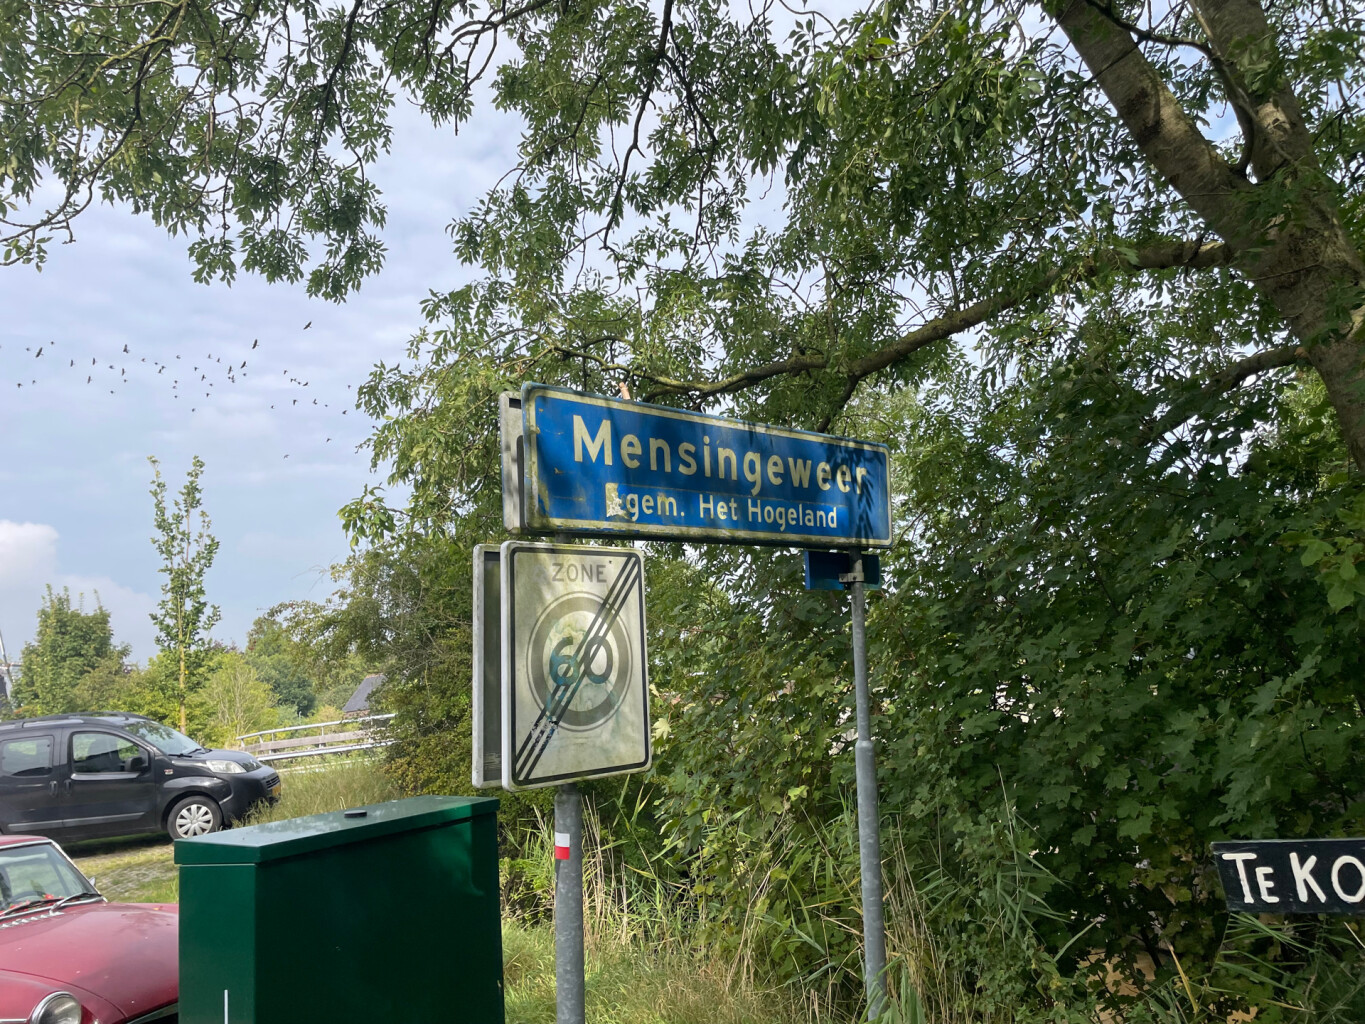 Mensingeweer
gem. Het Hogeland
ZONE
60
TE KO